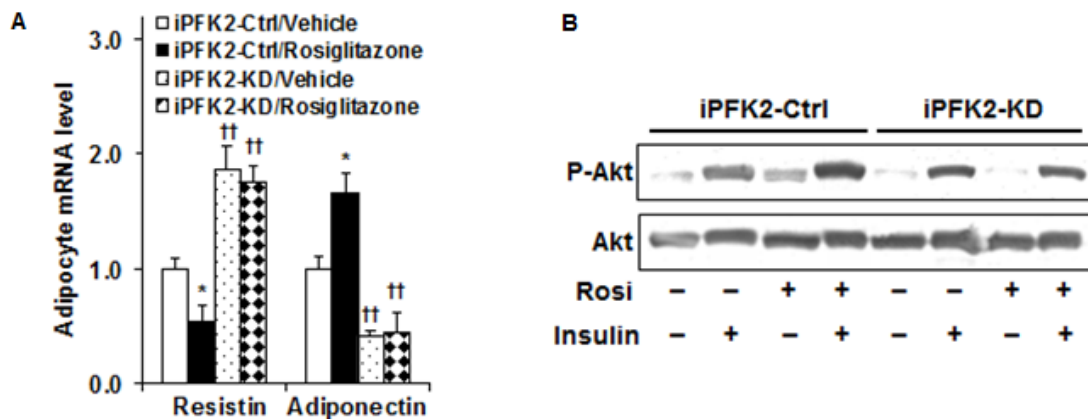 A
3.0
2.0
1.0
0.0
Adipocyte mRNA level
iPFK2-Ctrl/Vehicle
iPFK2-Ctrl/Rosiglitazone
iPFK2-KD/Vehicle
iPFK2-KD/Rosiglitazone
* †† †† * †† ††
Resistin Adiponectin
B
iPFK2-Ctrl iPFK2-KD
P-Akt
Akt
Rosi – – + + – – + +
Insulin – + – + – + – +